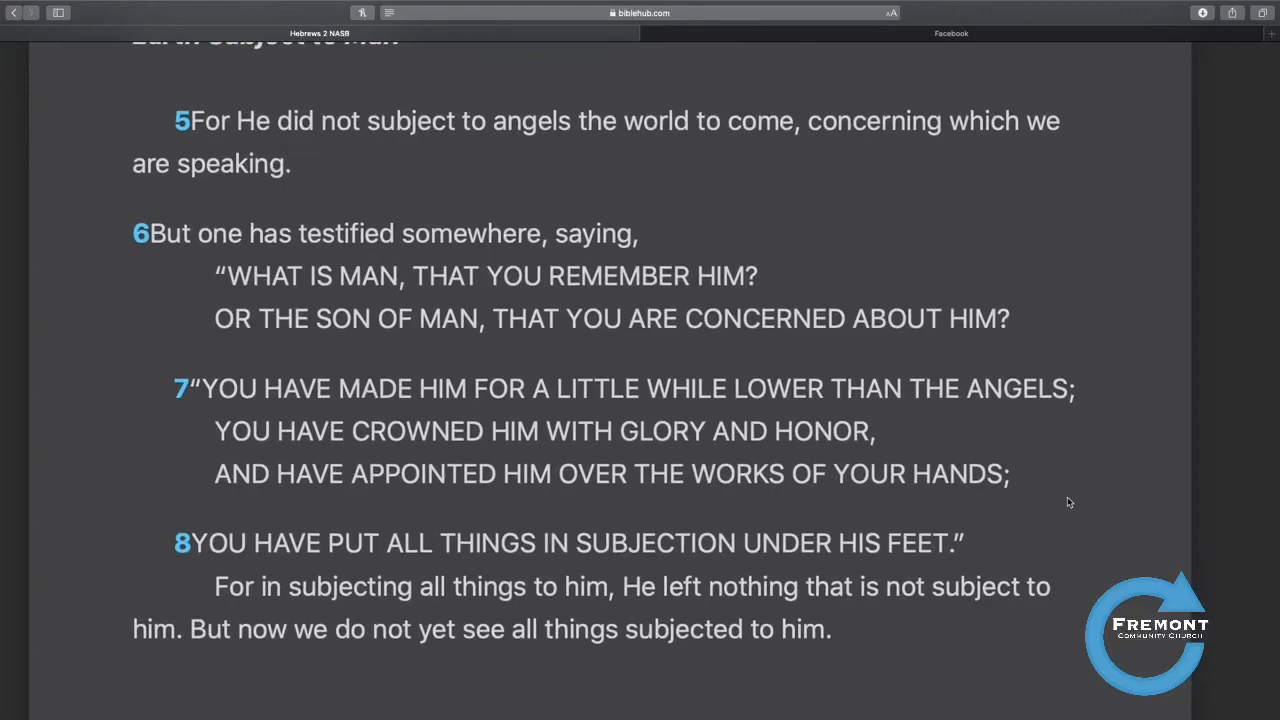 biblehub.com
AA
Hebrews 2 NASB
Facebook
Earth Subject to Man
5For He did not subject to angels the world to come, concerning which we
are speaking.
6But one has testified somewhere, saying,
“WHAT IS MAN, THAT YOU REMEMBER HIM?
OR THE SON OF MAN, THAT YOU ARE CONCERNED ABOUT HIM?
7“YOU HAVE MADE HIM FOR A LITTLE WHILE LOWER THAN THE ANGELS;
YOU HAVE CROWNED HIM WITH GLORY AND HONOR,
AND HAVE APPOINTED HIM OVER THE WORKS OF YOUR HANDS;
8YOU HAVE PUT ALL THINGS IN SUBJECTION UNDER HIS FEET.”
For in subjecting all things to him, He left nothing that is not subject to
him. But now we do not yet see all things subjected to him.
FREMONT
COMMUNITY CHURCH